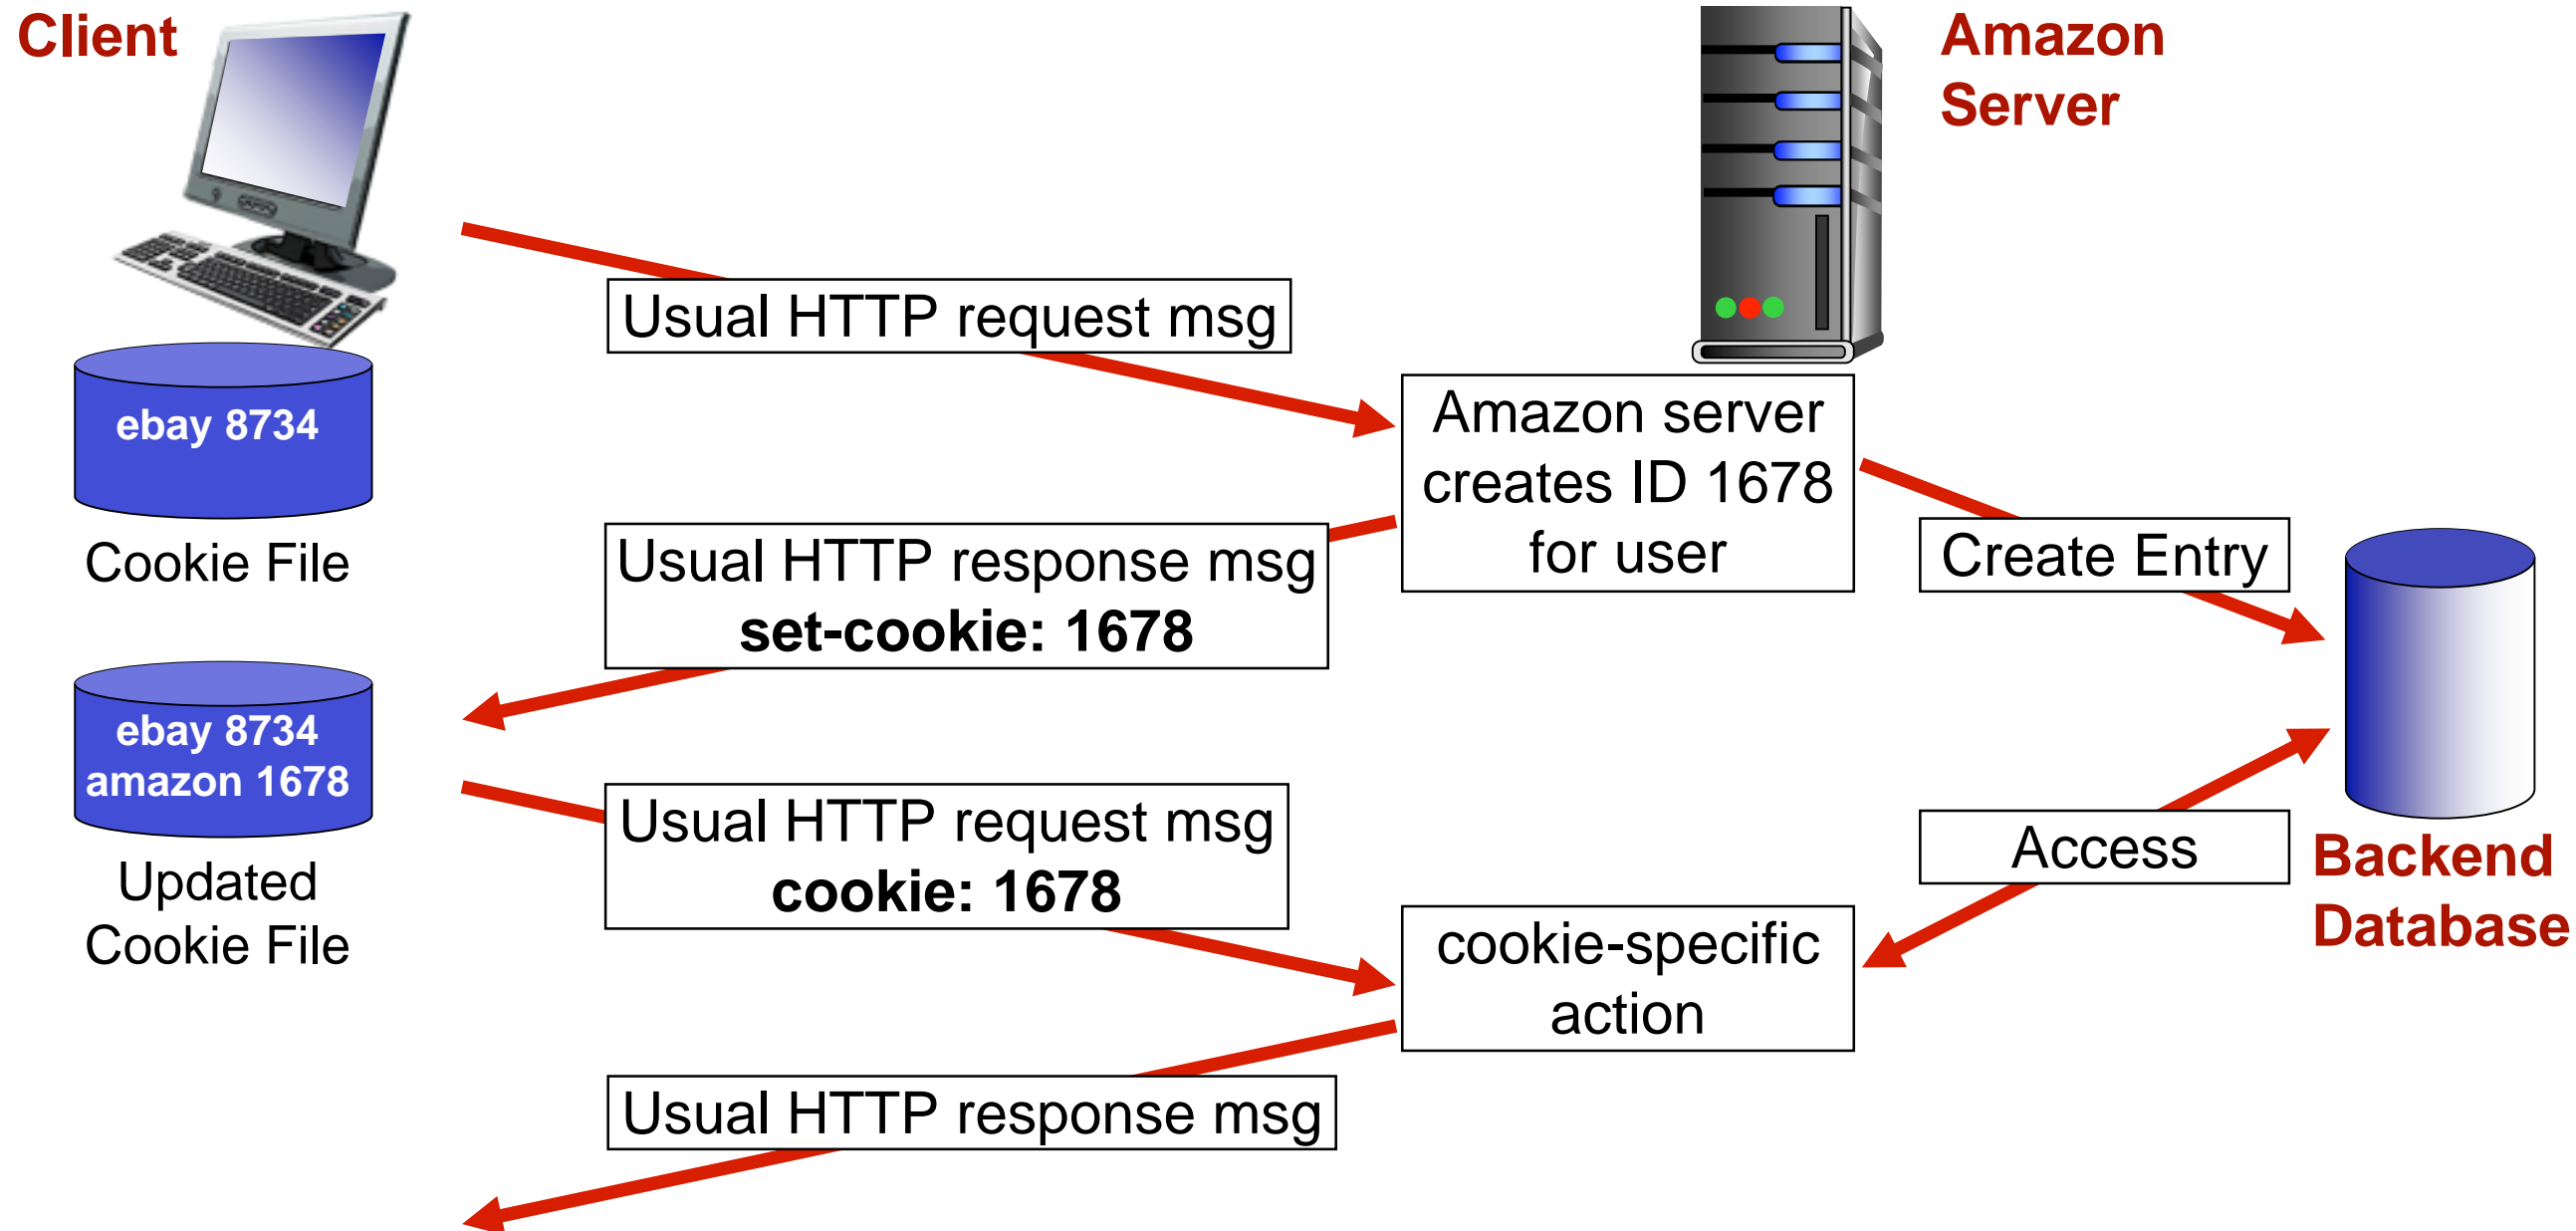 Client
Amazon
Server
Usual HTTP request msg
ebay 8734
Cookie File
Amazon server
creates ID 1678
for user
Create Entry
Usual HTTP response msg
set-cookie: 1678
ebay 8734
amazon 1678
Updated
Cookie File
Usual HTTP request msg
cookie: 1678
Access
Backend
Database
cookie-specific
action
Usual HTTP response msg